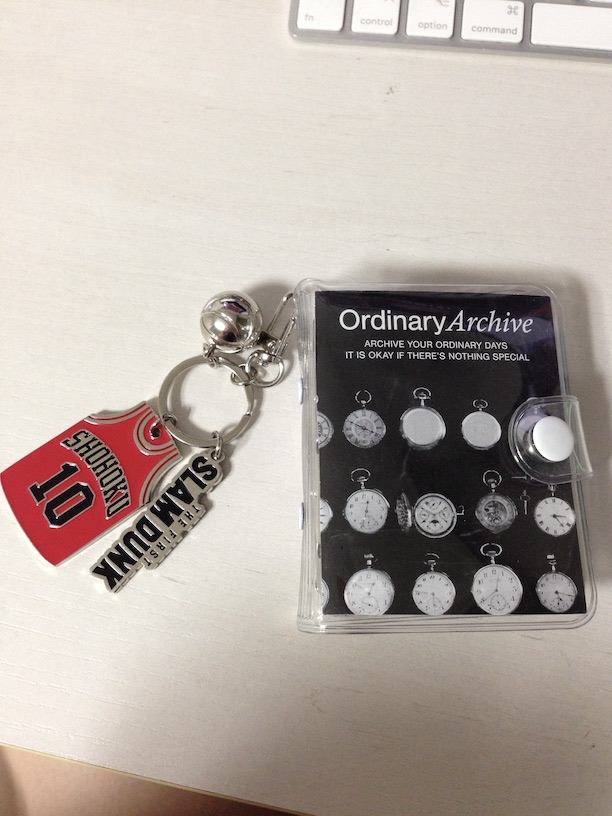 fn
control
option
command
⌘
OrdinaryArchive
ARCHIVE YOUR ORDINARY DAYS
IT IS OKAY IF THERE'S NOTHING SPECIAL
SHOHOKU
10
THE FIRST
SLAM DUNK